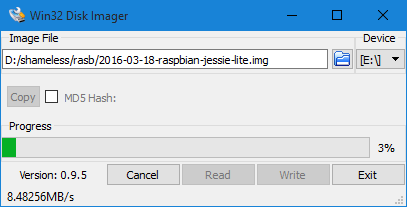 Win32 Disk Imager
Image File Device
D:/shameless/rasb/2016-03-18-raspbian-jessie-lite.img [E:\]
Copy MD5 Hash:
Progress
3%
Version: 0.9.5 Cancel Read Write Exit
8.48256MB/s